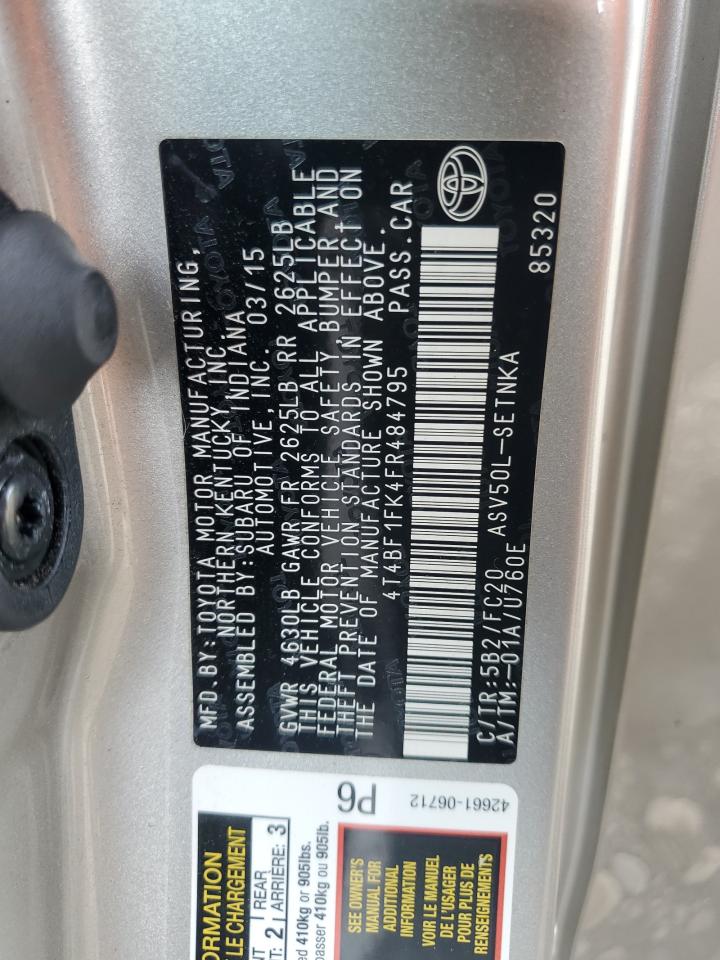 MFD BY:TOYOTA MOTOR MANUFACTURING,
NORTHERN KENTUCKY, INC.
ASSEMBLED BY:SUBARU OF INDIANA
AUTOMOTIVE, INC. 03/15
GVWR 4630LB GAWR FR 2625LB RR 2625LB
THIS VEHICLE CONFORMS TO ALL APPLICABLE
FEDERAL MOTOR VEHICLE SAFETY BUMPER AND
THEFT PREVENTION STANDARDS IN EFFECT ON
THE DATE OF MANUFACTURE SHOWN ABOVE.
4T4BF1FK4FR484795 PASS.CAR
C/TR:5B2/FC20 ASV50L-SETNKA
A/TM:-01A/U760E 85320
ORMATION
LE CHARGEMENT
2 REAR
ARRIÈRE: 3
410kg or 905lbs.
passer 410kg ou 905lb.
P6
42661-06712
SEE OWNER'S
MANUAL FOR
ADDITIONAL
INFORMATION
VOIR LE MANUEL
DE L'USAGER
POUR PLUS DE
RENSEIGNEMENTS